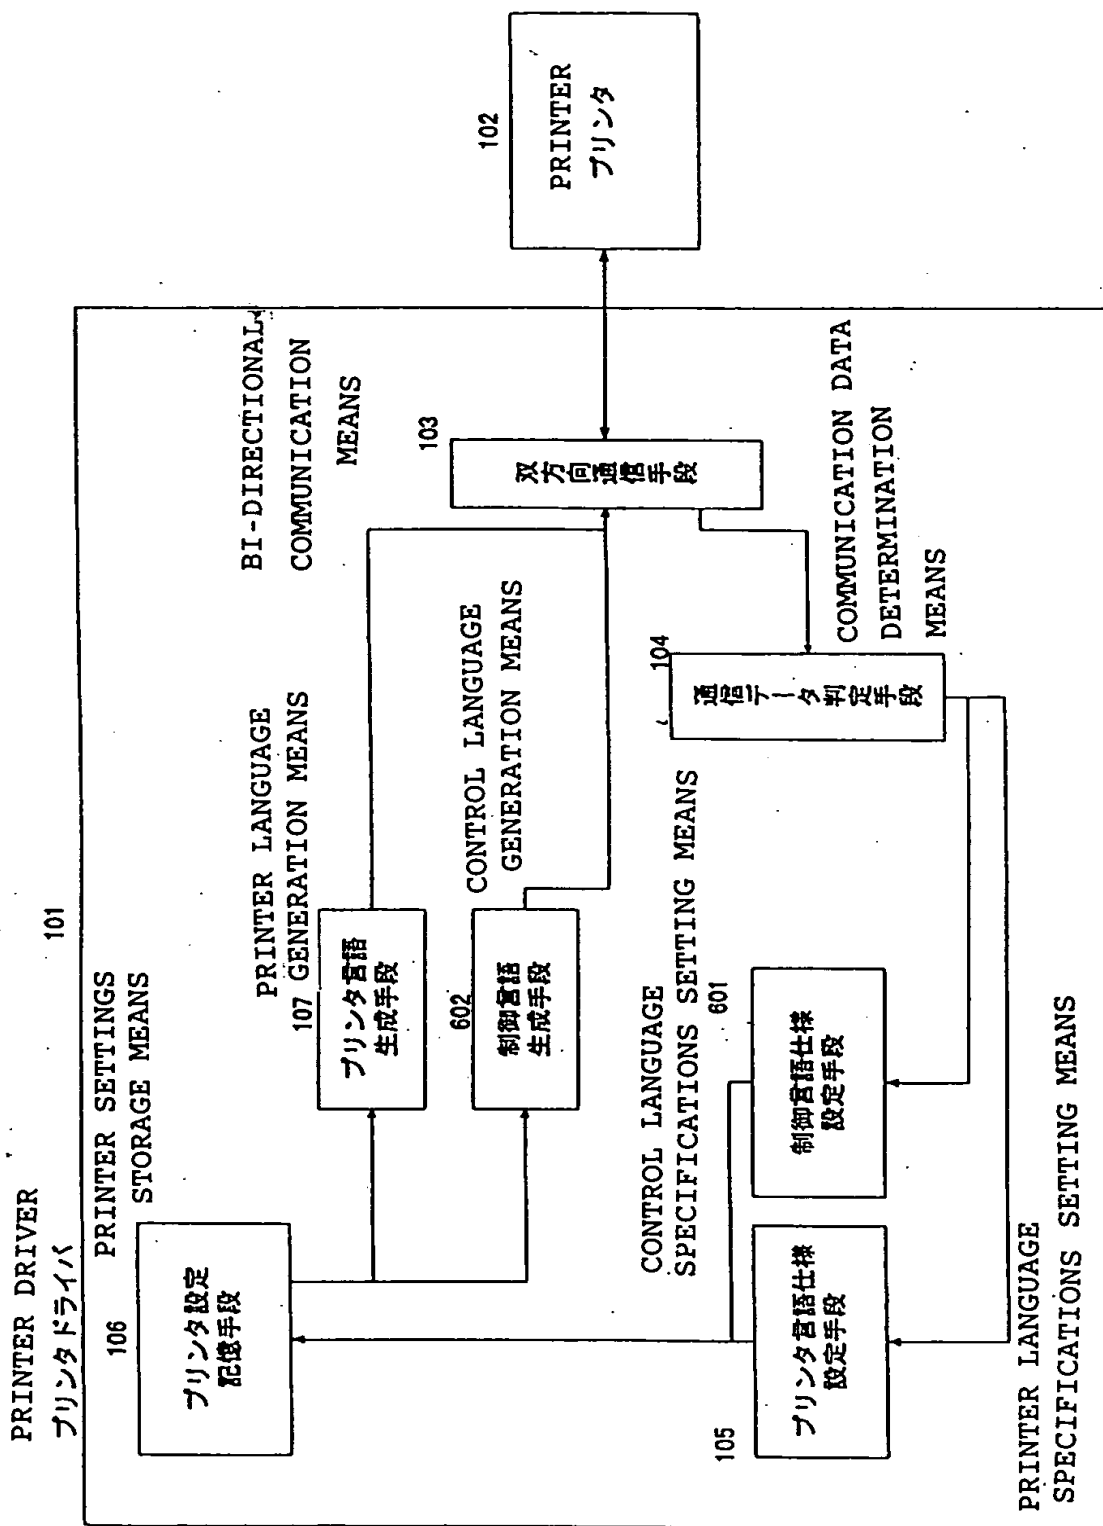 PRINTER DRIVER
プリンタドライバ
101
PRINTER SETTINGS
STORAGE MEANS
106
プリンタ設定
記憶手段
PRINTER LANGUAGE
107 GENERATION MEANS
プリンタ言語
生成手段
CONTROL LANGUAGE
GENERATION MEANS
602
制御言語
生成手段
BI-DIRECTIONAL
COMMUNICATION
MEANS
103
双方向通信手段
102
PRINTER
プリンタ
104
通信データ判定手段
COMMUNICATION DATA
DETERMINATION
MEANS
CONTROL LANGUAGE
SPECIFICATIONS SETTING MEANS
601
制御言語仕様
設定手段
105
プリンタ言語仕様
設定手段
PRINTER LANGUAGE
SPECIFICATIONS SETTING MEANS